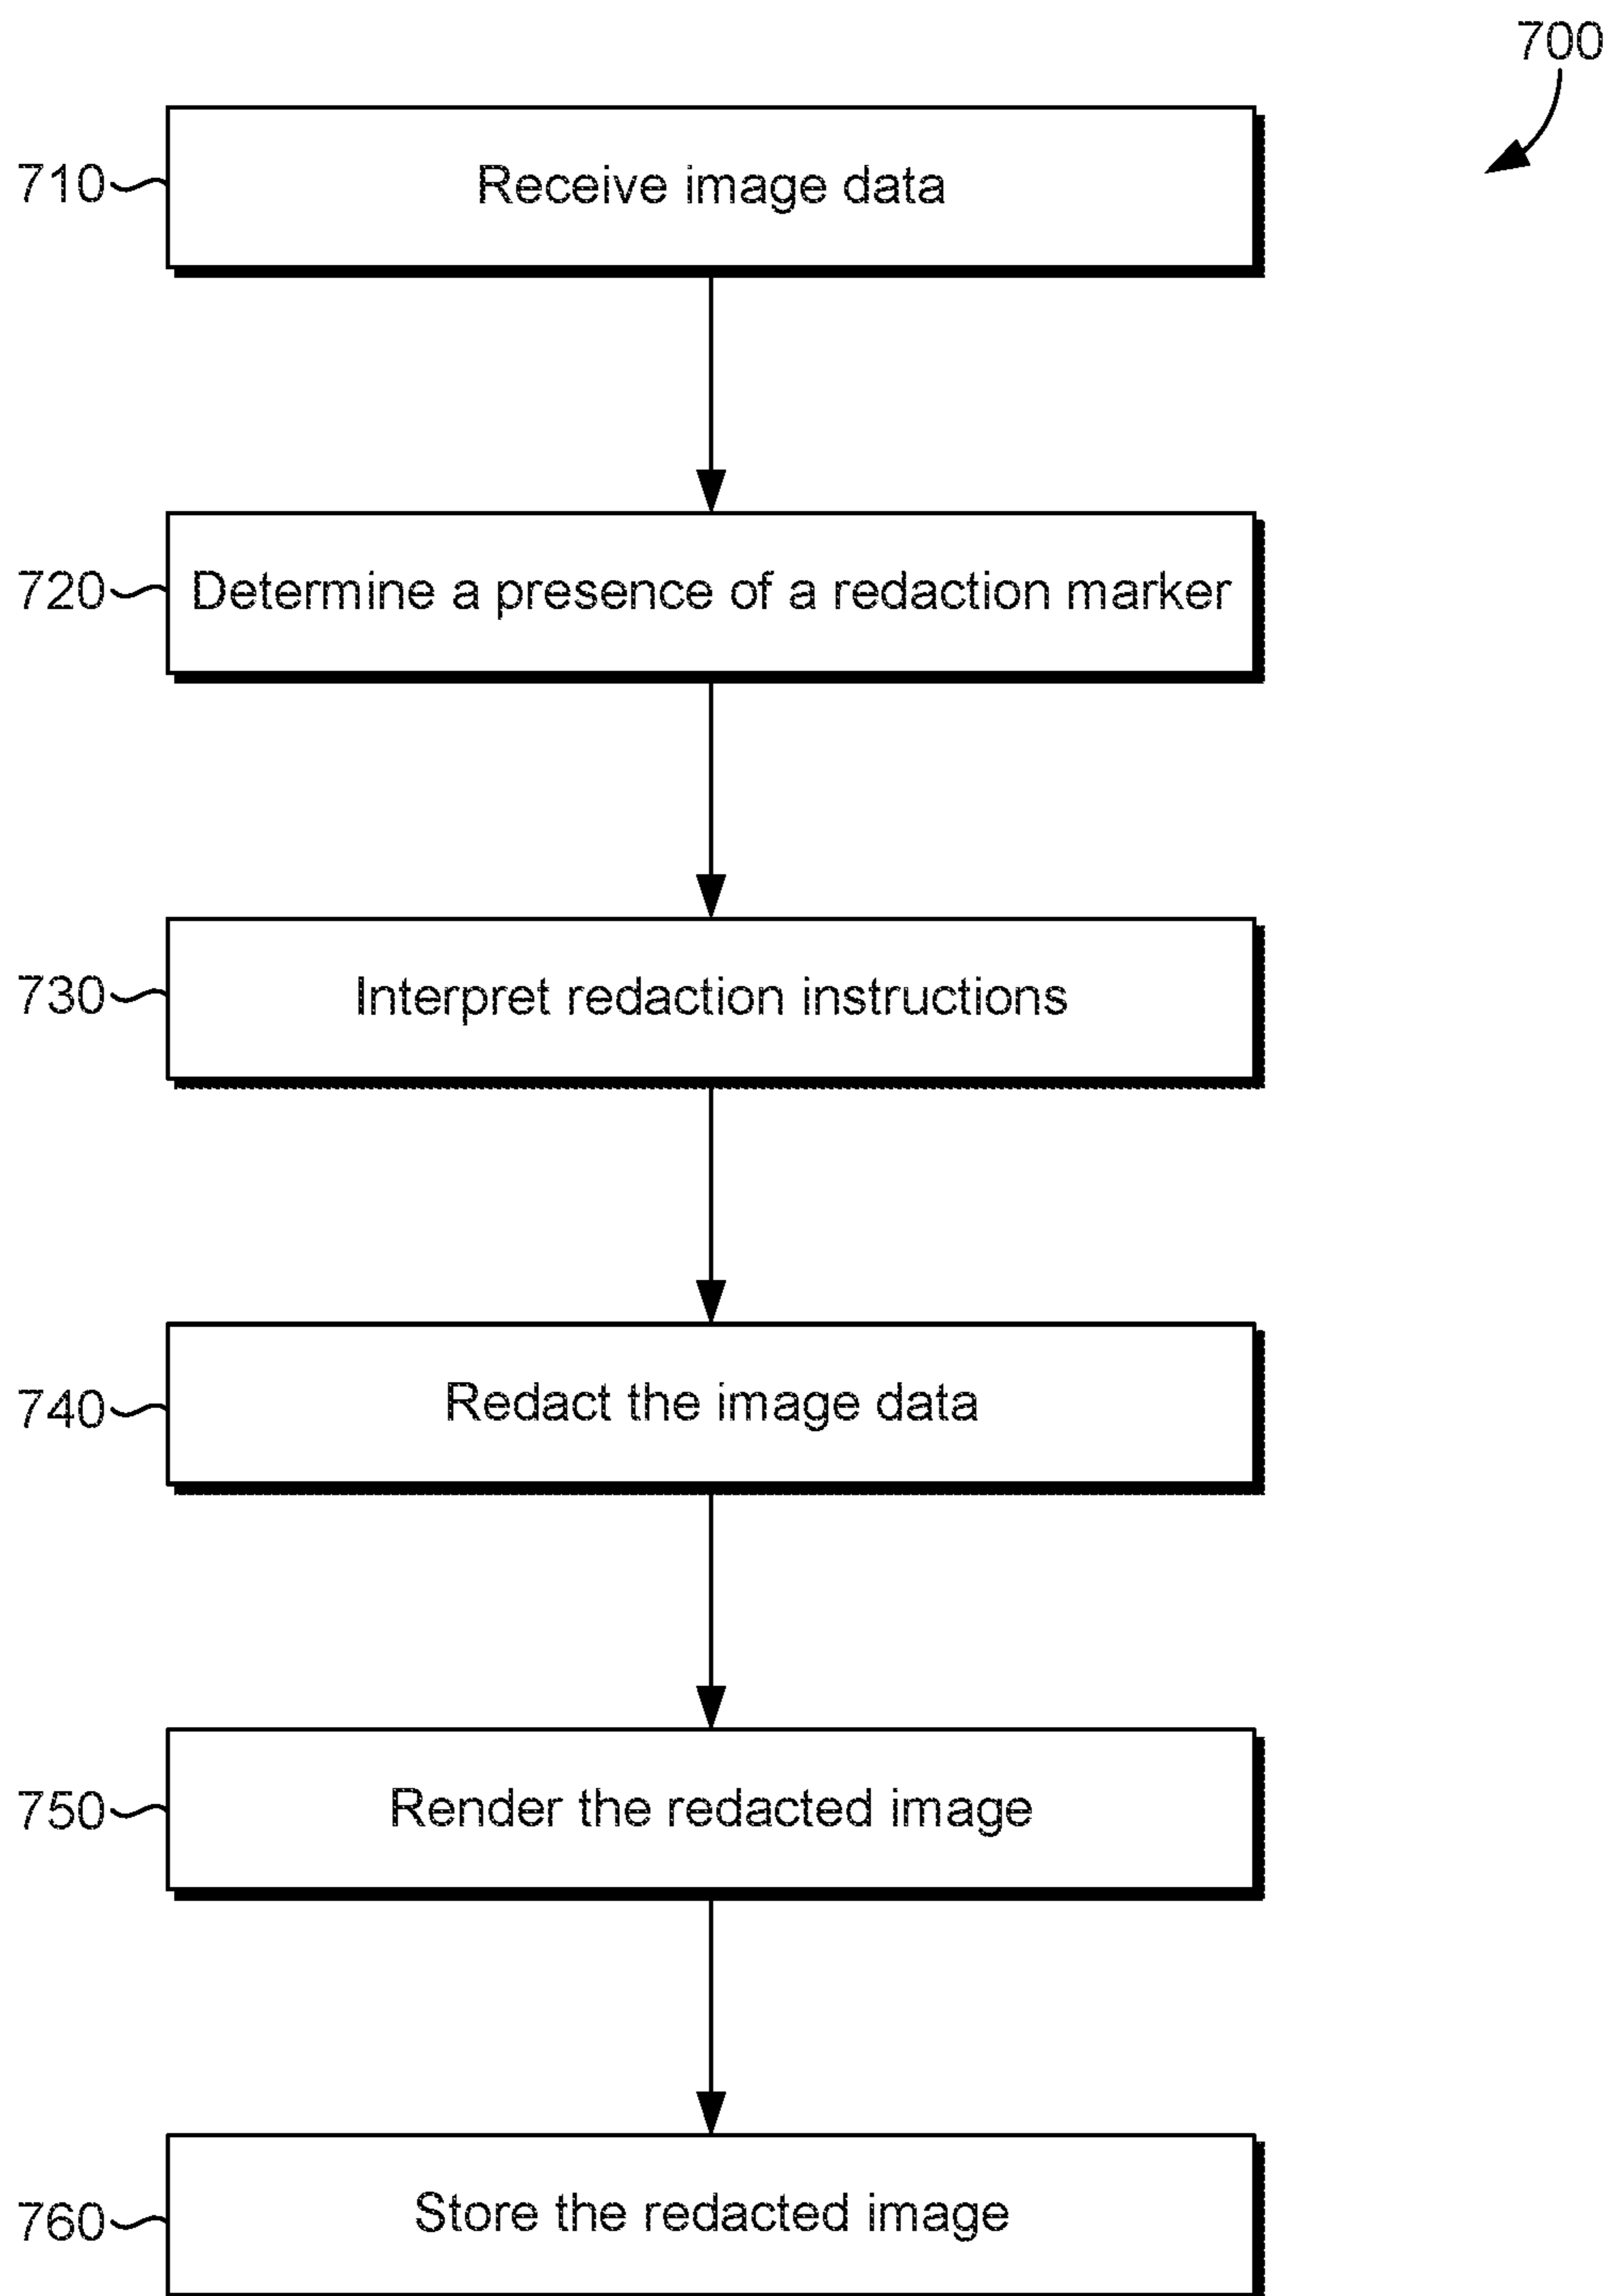 700
710 Receive image data
720 Determine a presence of a redaction marker
730 Interpret redaction instructions
740 Redact the image data
750 Render the redacted image
760 Store the redacted image